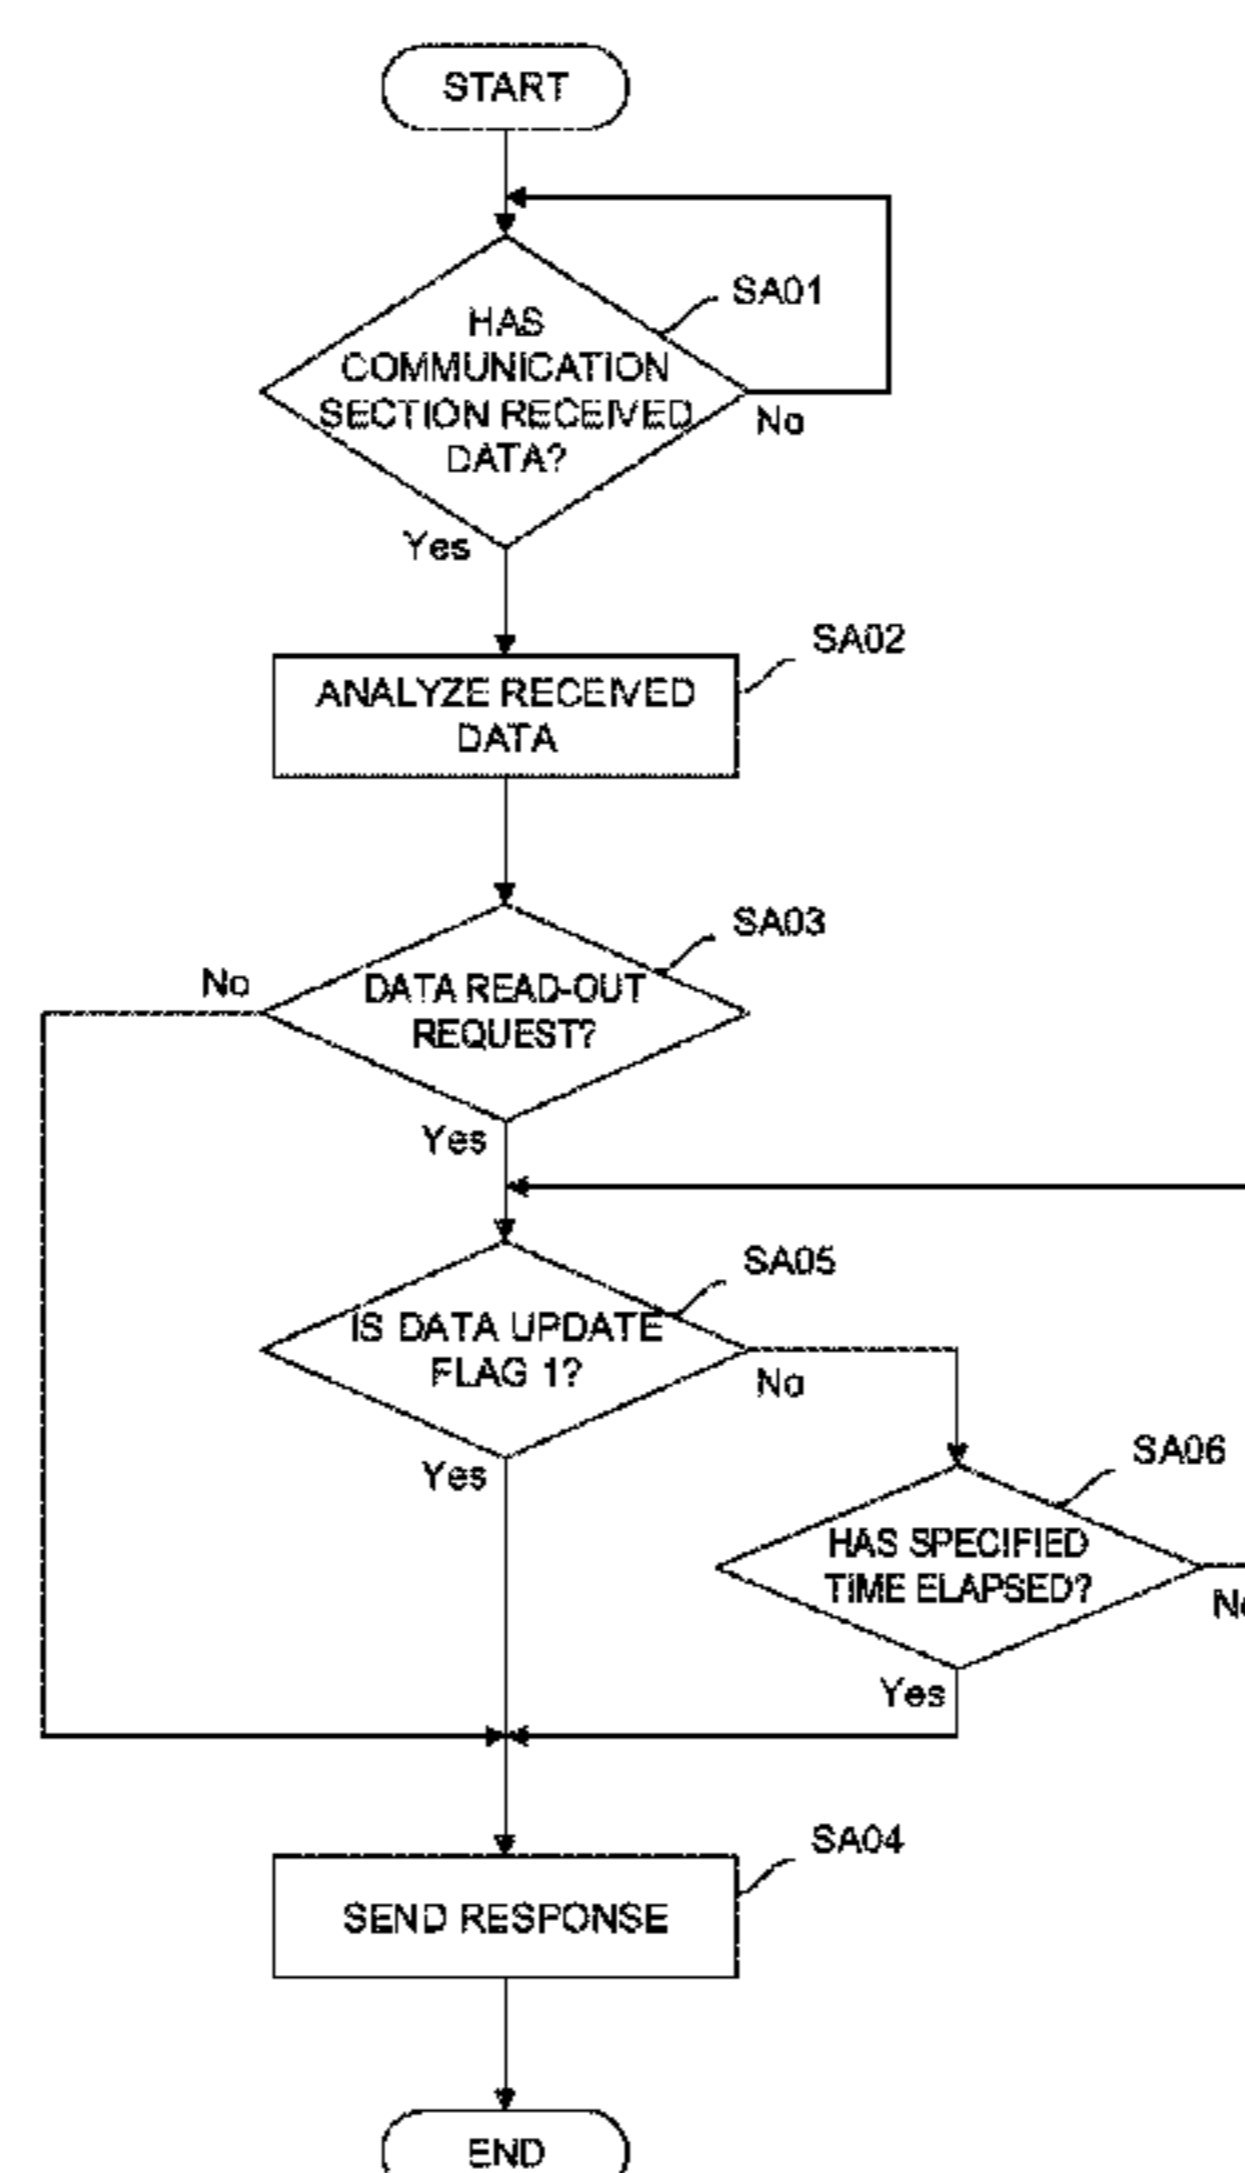 START
SA01
HAS
COMMUNICATION
SECTION RECEIVED
DATA?
No
Yes
SA02
ANALYZE RECEIVED
DATA
SA03
No
DATA READ-OUT
REQUEST?
Yes
SA05
IS DATA UPDATE
FLAG 1?
No
Yes
SA06
HAS SPECIFIED
TIME ELAPSED?
No
Yes
SA04
SEND RESPONSE
END